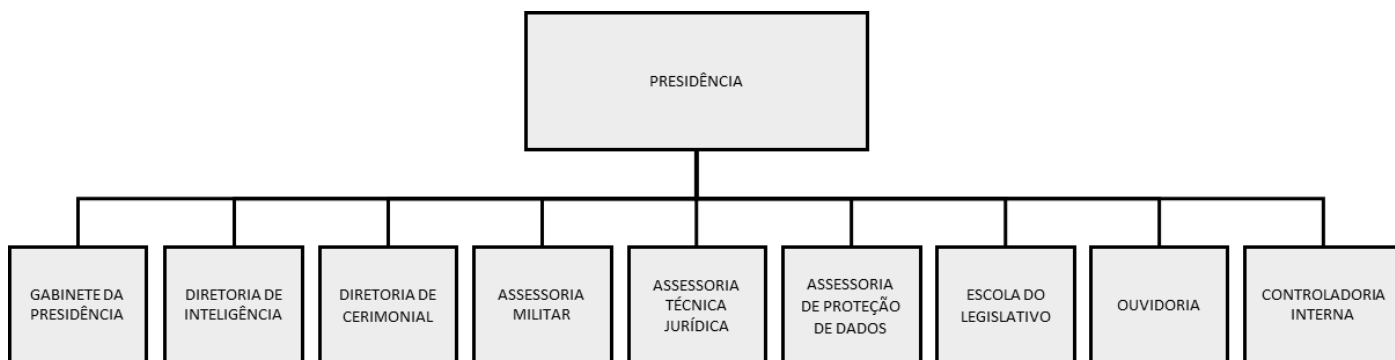 PRESIDÊNCIA
GABINETE DA
PRESIDÊNCIA
DIRETORIA DE
INTELIGÊNCIA
DIRETORIA DE
CERIMONIAL
ASSESSORIA
MILITAR
ASSESSORIA
TÉCNICA
JURÍDICA
ASSESSORIA
DE PROTEÇÃO
DE DADOS
ESCOLA DO
LEGISLATIVO
OUVIDORIA
CONTROLADORIA
INTERNA